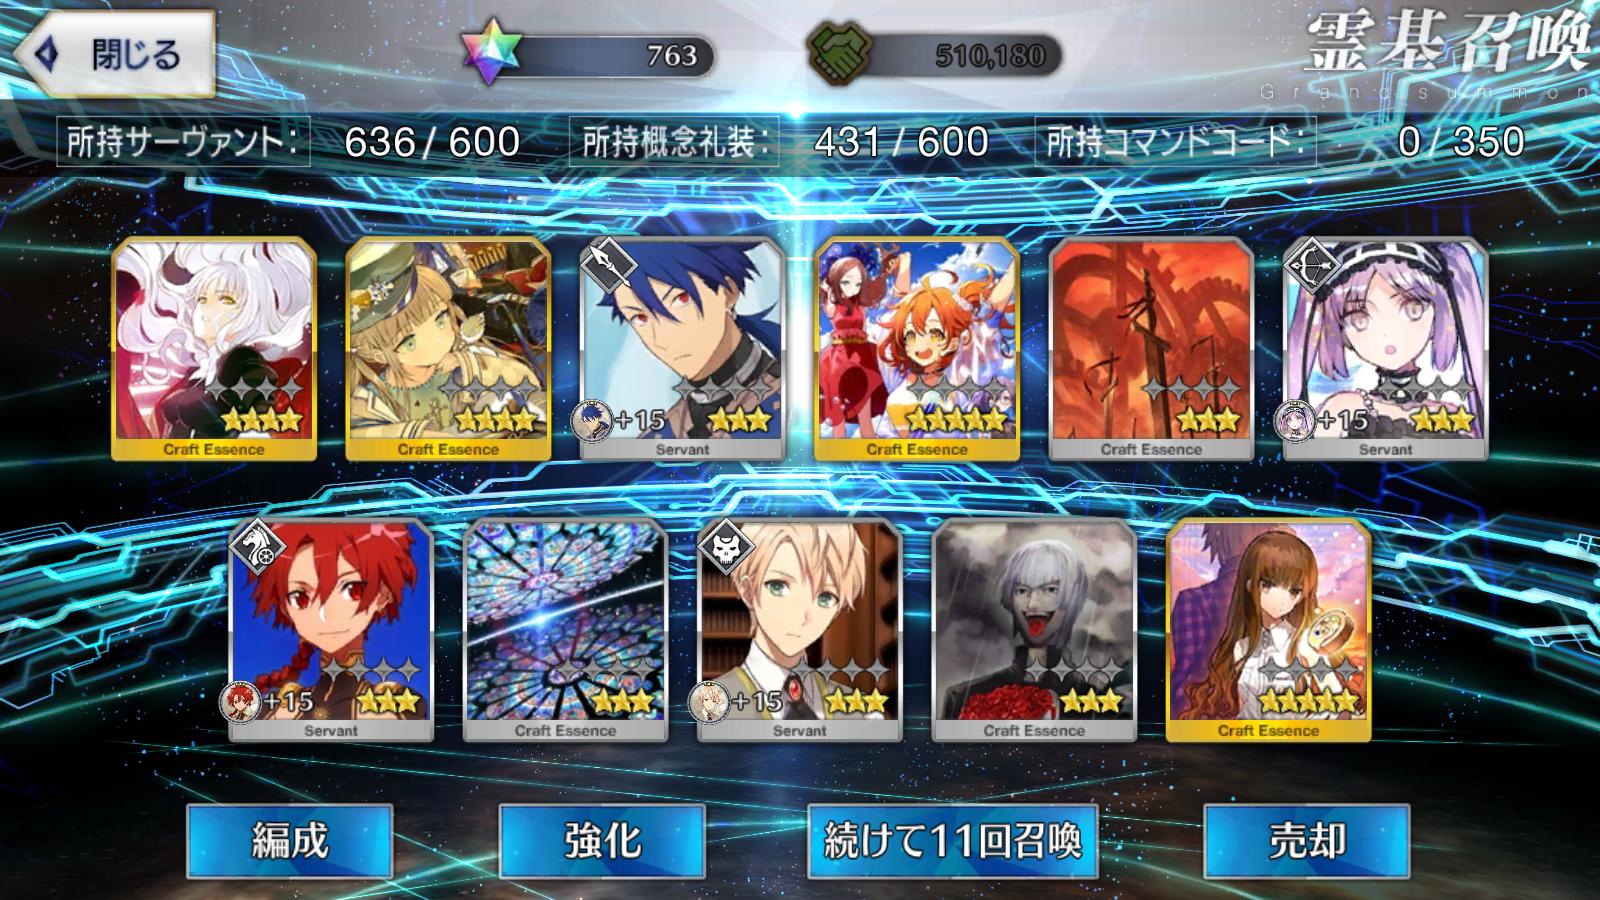 閉じる
763
510,180
霊基召喚
Grand summon
所持サーヴァント: 636 / 600
所持概念礼装: 431 / 600
所持コマンドコード: 0 / 350
+15
+15
Craft Essence
Craft Essence
Servant
Craft Essence
Craft Essence
Servant
+15
+15
Servant
Craft Essence
Servant
Craft Essence
Craft Essence
編成
強化
続けて11回召喚
売却